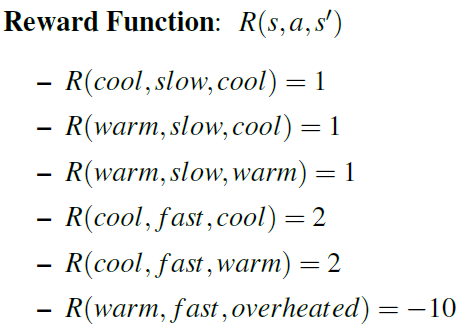 Reward Function: R(s,a,s′)
– R(cool,slow,cool) = 1
– R(warm,slow,cool) = 1
– R(warm,slow,warm) = 1
– R(cool,fast,cool) = 2
– R(cool,fast,warm) = 2
– R(warm,fast,overheated) = −10